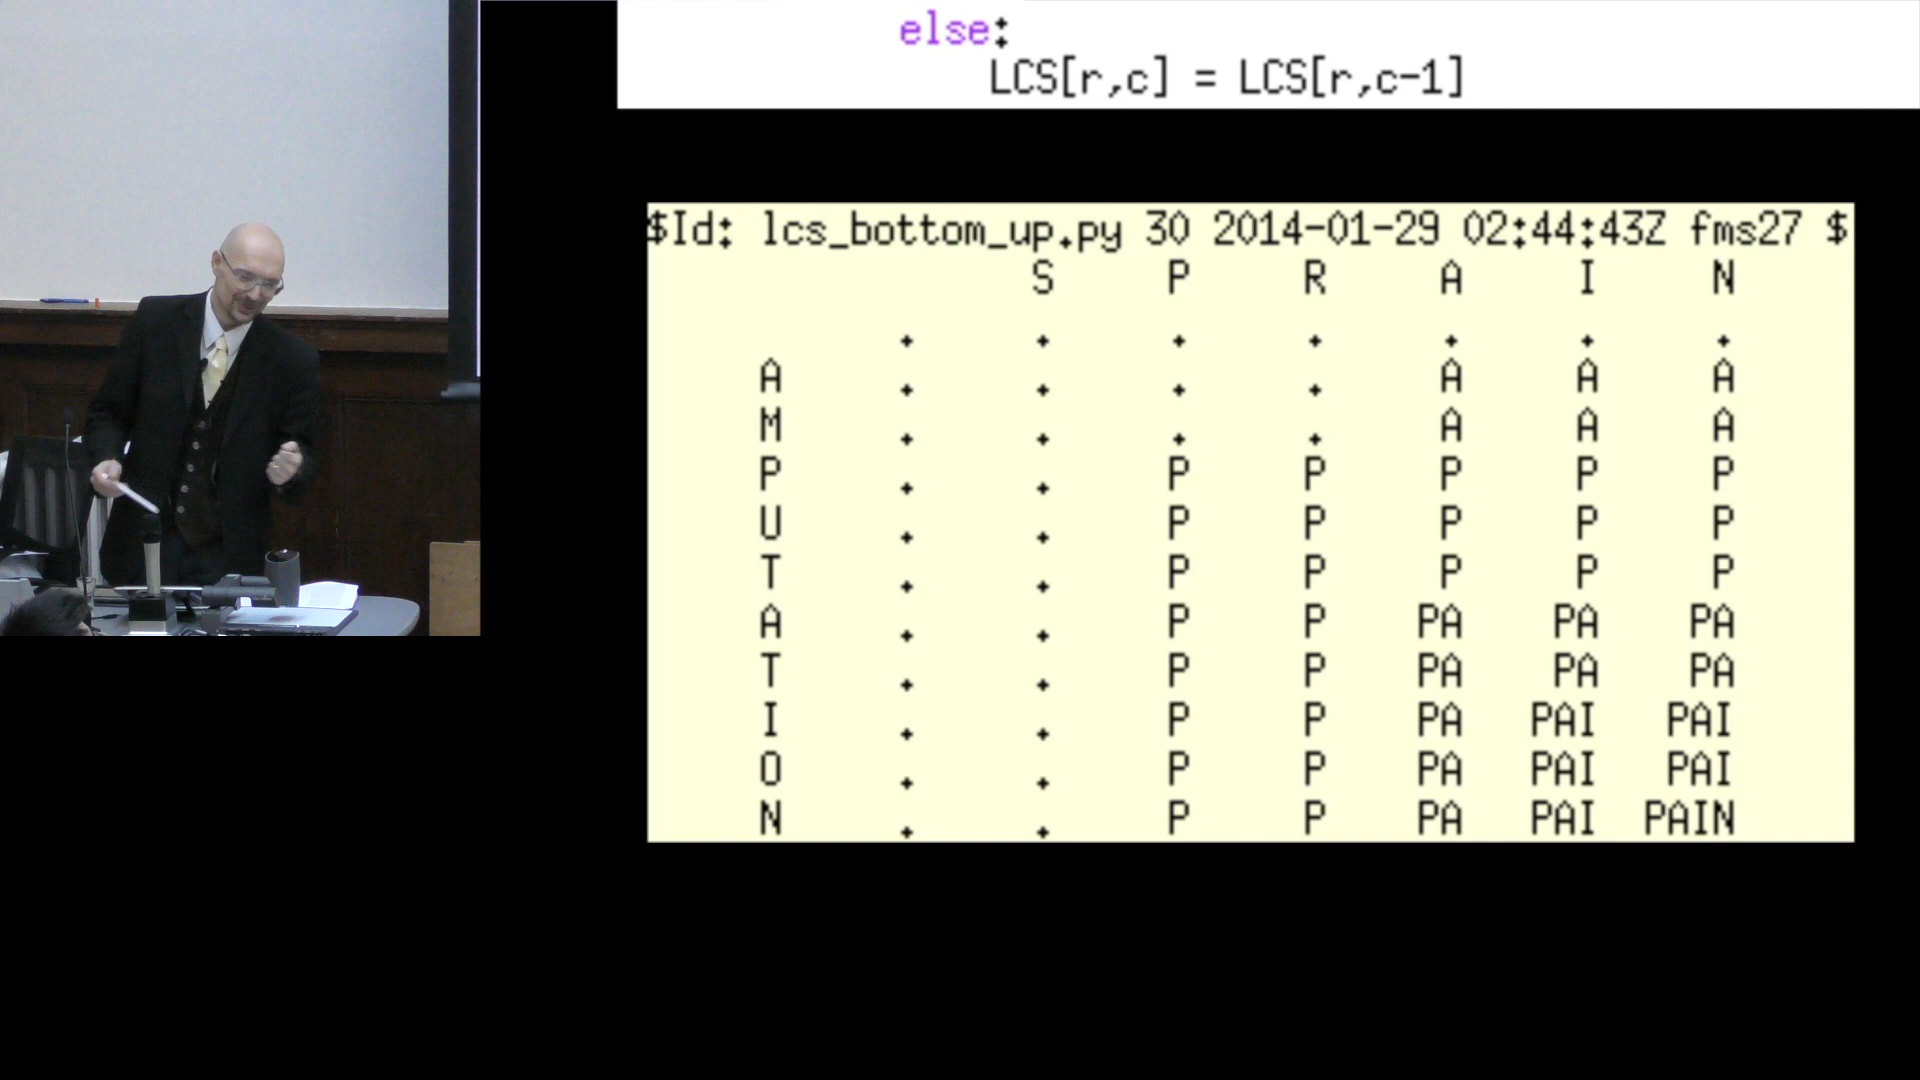 else:
LCS[r,c] = LCS[r,c-1]
$Id: lcs_bottom_up.py 30 2014-01-29 02:44:43Z fms27 $
S P R A I N
. . . . . . .
A . . . . A A A
M . . . . A A A
P . . P P P P P
U . . P P P P P
T . . P P P P P
A . . P P PA PA PA
T . . P P PA PA PA
I . . P P PA PAI PAI
O . . P P PA PAI PAI
N . . P P PA PAI PAIN